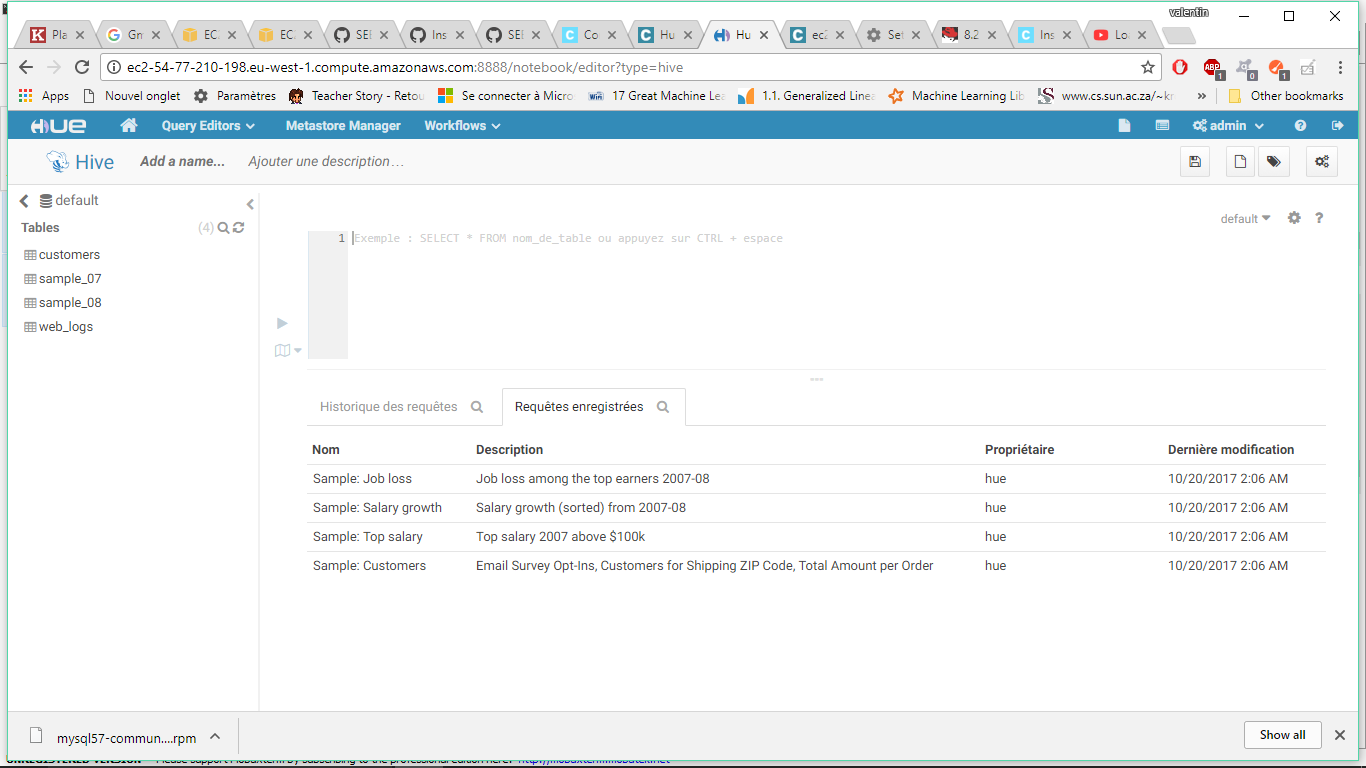 valentin
Pla
Gn
EC
EC
SEI
Ins
SEI
Co
Hu
Hu
ec2
Set
8.2
Ins
Lo
ec2-54-77-210-198.eu-west-1.compute.amazonaws.com:8888/notebook/editor?type=hive
Apps Nouvel onglet Paramètres Teacher Story - Retou Se connecter à Micro 17 Great Machine Lea 1.1. Generalized Linea Machine Learning Lib www.cs.sun.ac.za/~kr » Other bookmarks
HUE Query Editors Metastore Manager Workflows admin
Hive Add a name... Ajouter une description...
default
Tables (4)
customers
sample_07
sample_08
web_logs
default
1 Exemple : SELECT * FROM nom_de_table ou appuyez sur CTRL + espace
Historique des requêtes Requêtes enregistrées
Nom Description Propriétaire Dernière modification
Sample: Job loss Job loss among the top earners 2007-08 hue 10/20/2017 2:06 AM
Sample: Salary growth Salary growth (sorted) from 2007-08 hue 10/20/2017 2:06 AM
Sample: Top salary Top salary 2007 above $100k hue 10/20/2017 2:06 AM
Sample: Customers Email Survey Opt-Ins, Customers for Shipping ZIP Code, Total Amount per Order hue 10/20/2017 2:06 AM
mysql57-commun....rpm Show all